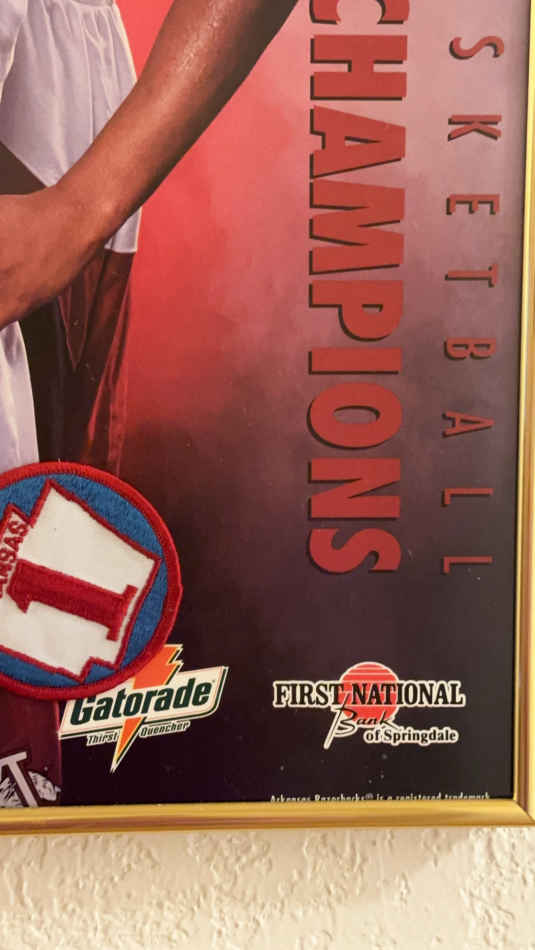 SKETBALL
CHAMPIONS
ANSAS
1
Gatorade
Thirst Quencher
FIRST NATIONAL
Bank
of Springdale
Arkansas Razorbacks® is a registered trademark